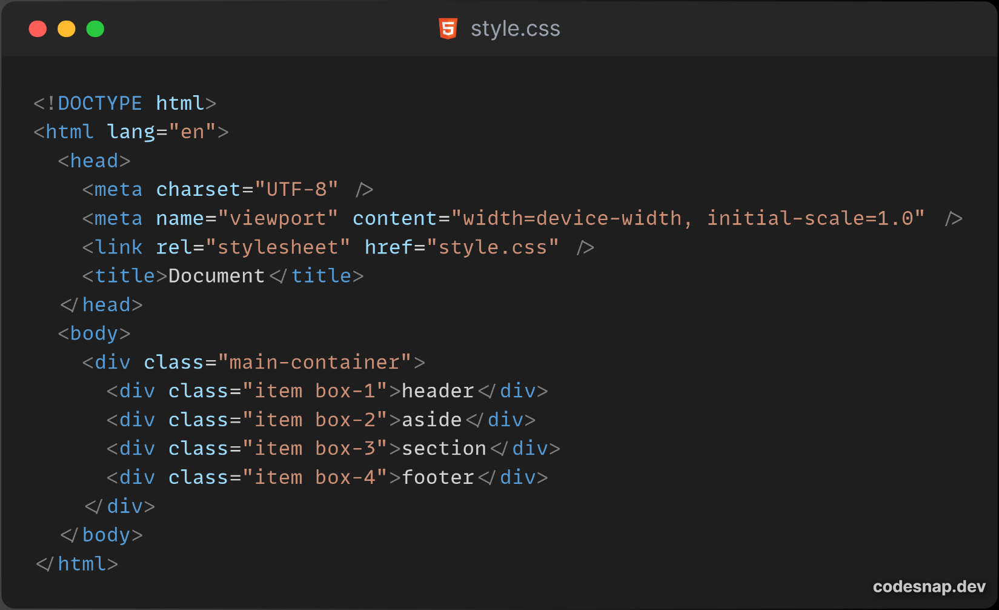 style.css
<!DOCTYPE html>
<html lang="en">
  <head>
    <meta charset="UTF-8" />
    <meta name="viewport" content="width=device-width, initial-scale=1.0" />
    <link rel="stylesheet" href="style.css" />
    <title>Document</title>
  </head>
  <body>
    <div class="main-container">
      <div class="item box-1">header</div>
      <div class="item box-2">aside</div>
      <div class="item box-3">section</div>
      <div class="item box-4">footer</div>
    </div>
  </body>
</html>
codesnap.dev